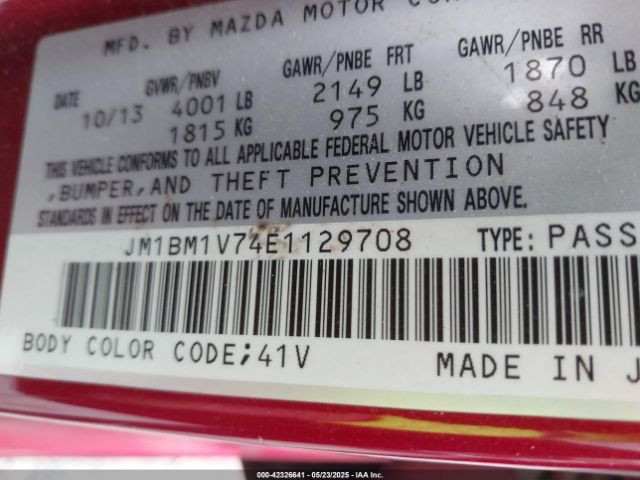 MFD. BY MAZDA MOTOR
DATE GVWR/PNBV GAWR/PNBE FRT GAWR/PNBE RR
10/13 4001 LB 2149 LB 1870 LB
1815 KG 975 KG 848 KG
THIS VEHICLE CONFORMS TO ALL APPLICABLE FEDERAL MOTOR VEHICLE SAFETY
,BUMPER,AND THEFT PREVENTION
STANDARDS IN EFFECT ON THE DATE OF MANUFACTURE SHOWN ABOVE.
JM1BM1V74E1129708 TYPE: PASS
BODY COLOR CODE;41V MADE IN J
000-42326641 - 05/23/2025 - IAA Inc.